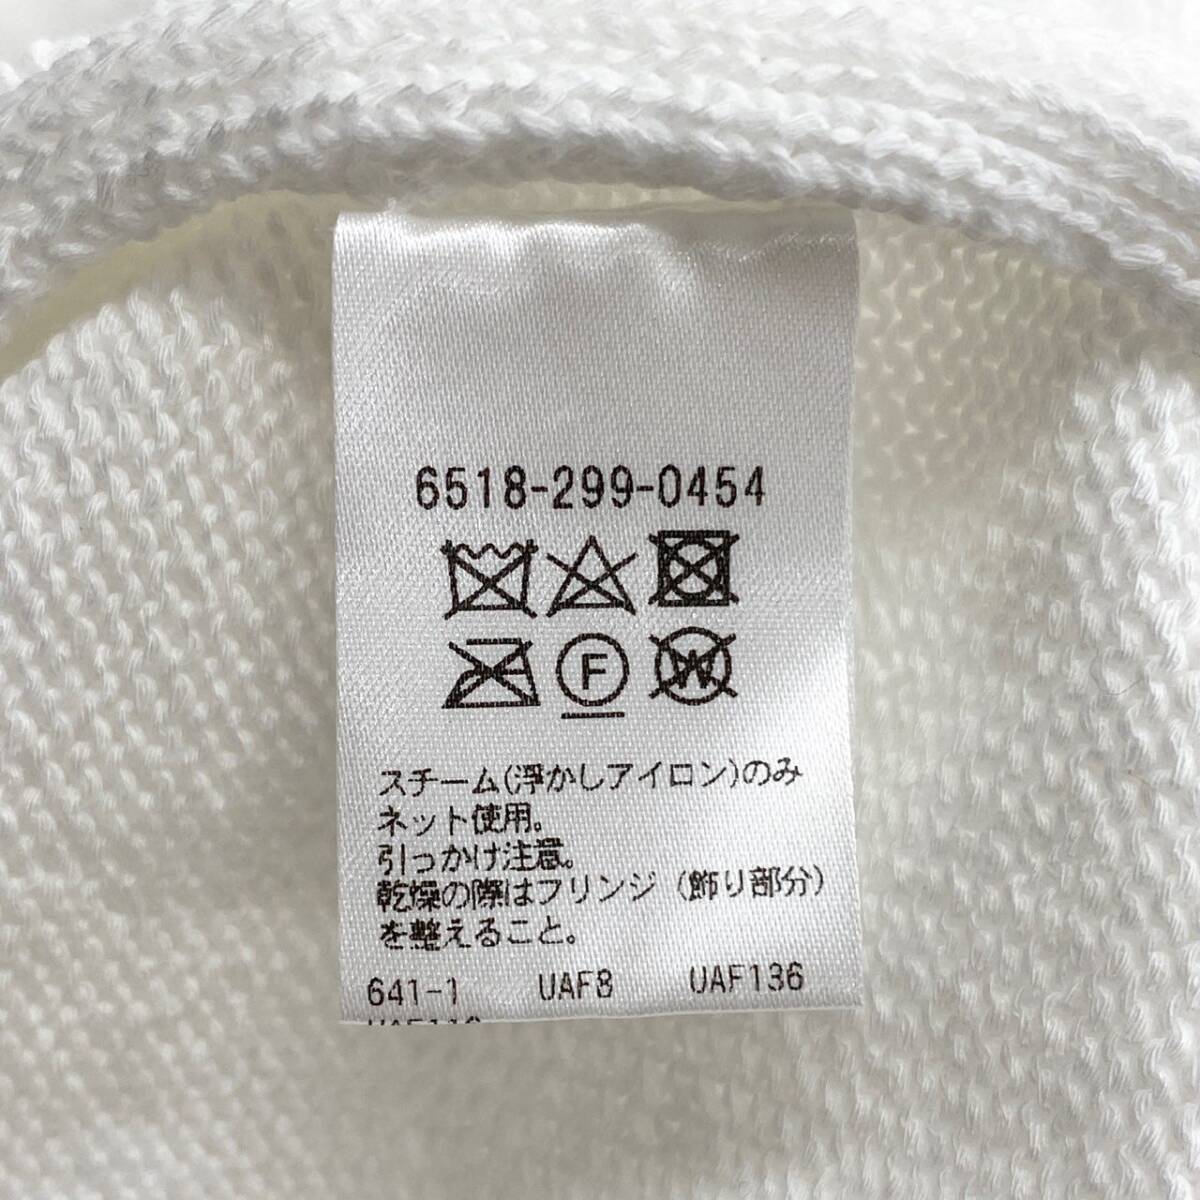 6518-299-0454
F
W
スチーム(浮かしアイロン)のみ
ネット使用。
引っかけ注意。
乾燥の際はフリンジ(飾り部分)
を整えること。
641-1 UAF8 UAF136